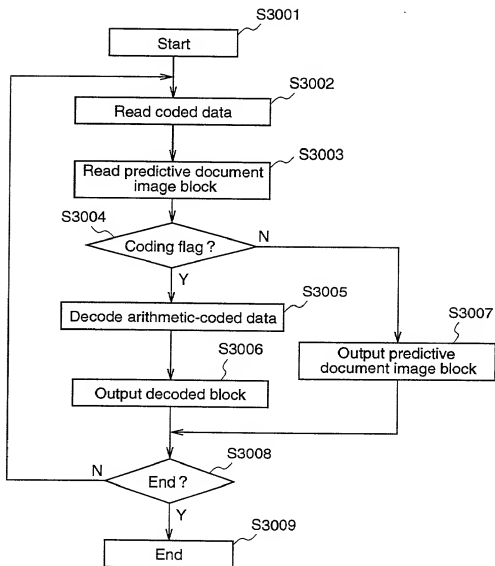 S3001
Start
S3002
Read coded data
S3003
Read predictive document
image block
S3004
Coding flag ?
N
Y
S3005
Decode arithmetic-coded data
S3007
Output predictive
document image block
S3006
Output decoded block
S3008
N
End ?
Y
S3009
End